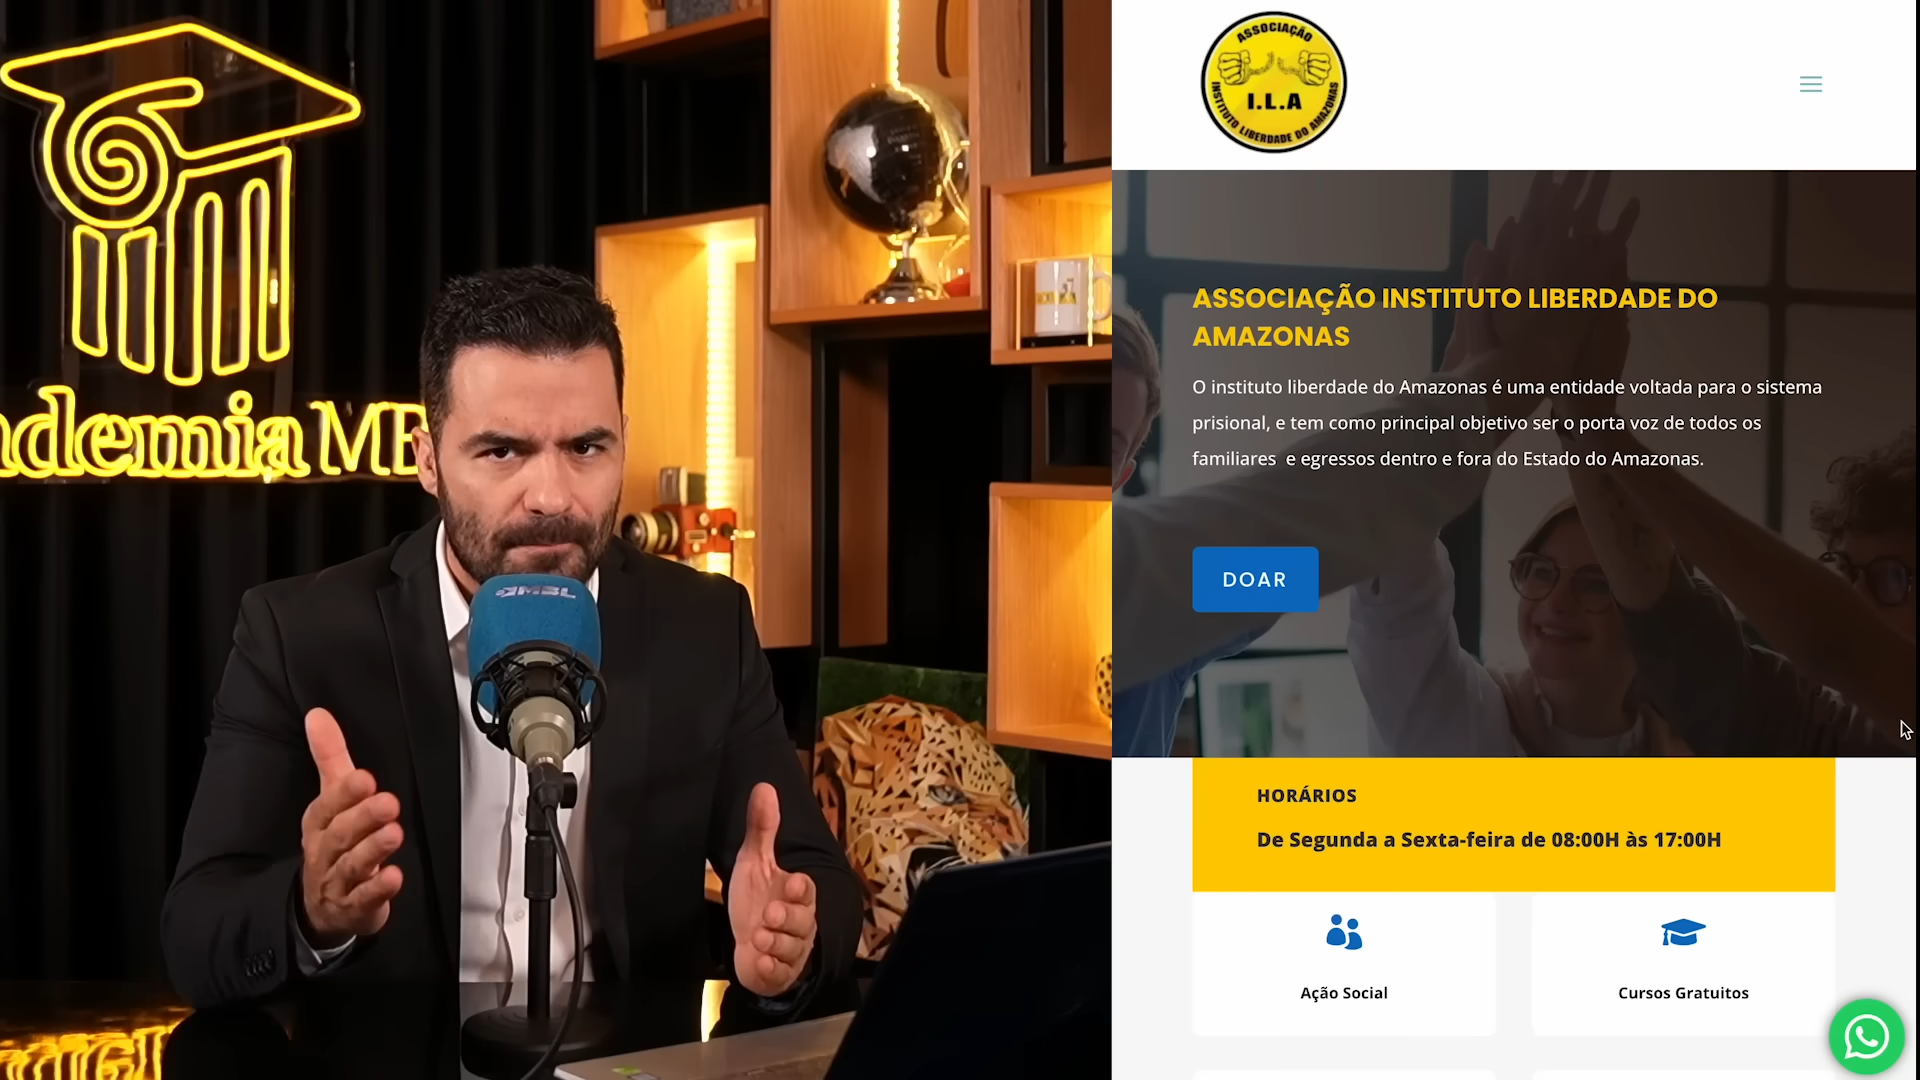 ademia MB
MBL
ASSOCIAÇÃO
I.L.A
INSTITUTO LIBERDADE DO AMAZONAS
ASSOCIAÇÃO INSTITUTO LIBERDADE DO
AMAZONAS
O instituto liberdade do Amazonas é uma entidade voltada para o sistema
prisional, e tem como principal objetivo ser o porta voz de todos os
familiares e egressos dentro e fora do Estado do Amazonas.
DOAR
HORÁRIOS
De Segunda a Sexta-feira de 08:00H às 17:00H
Ação Social
Cursos Gratuitos